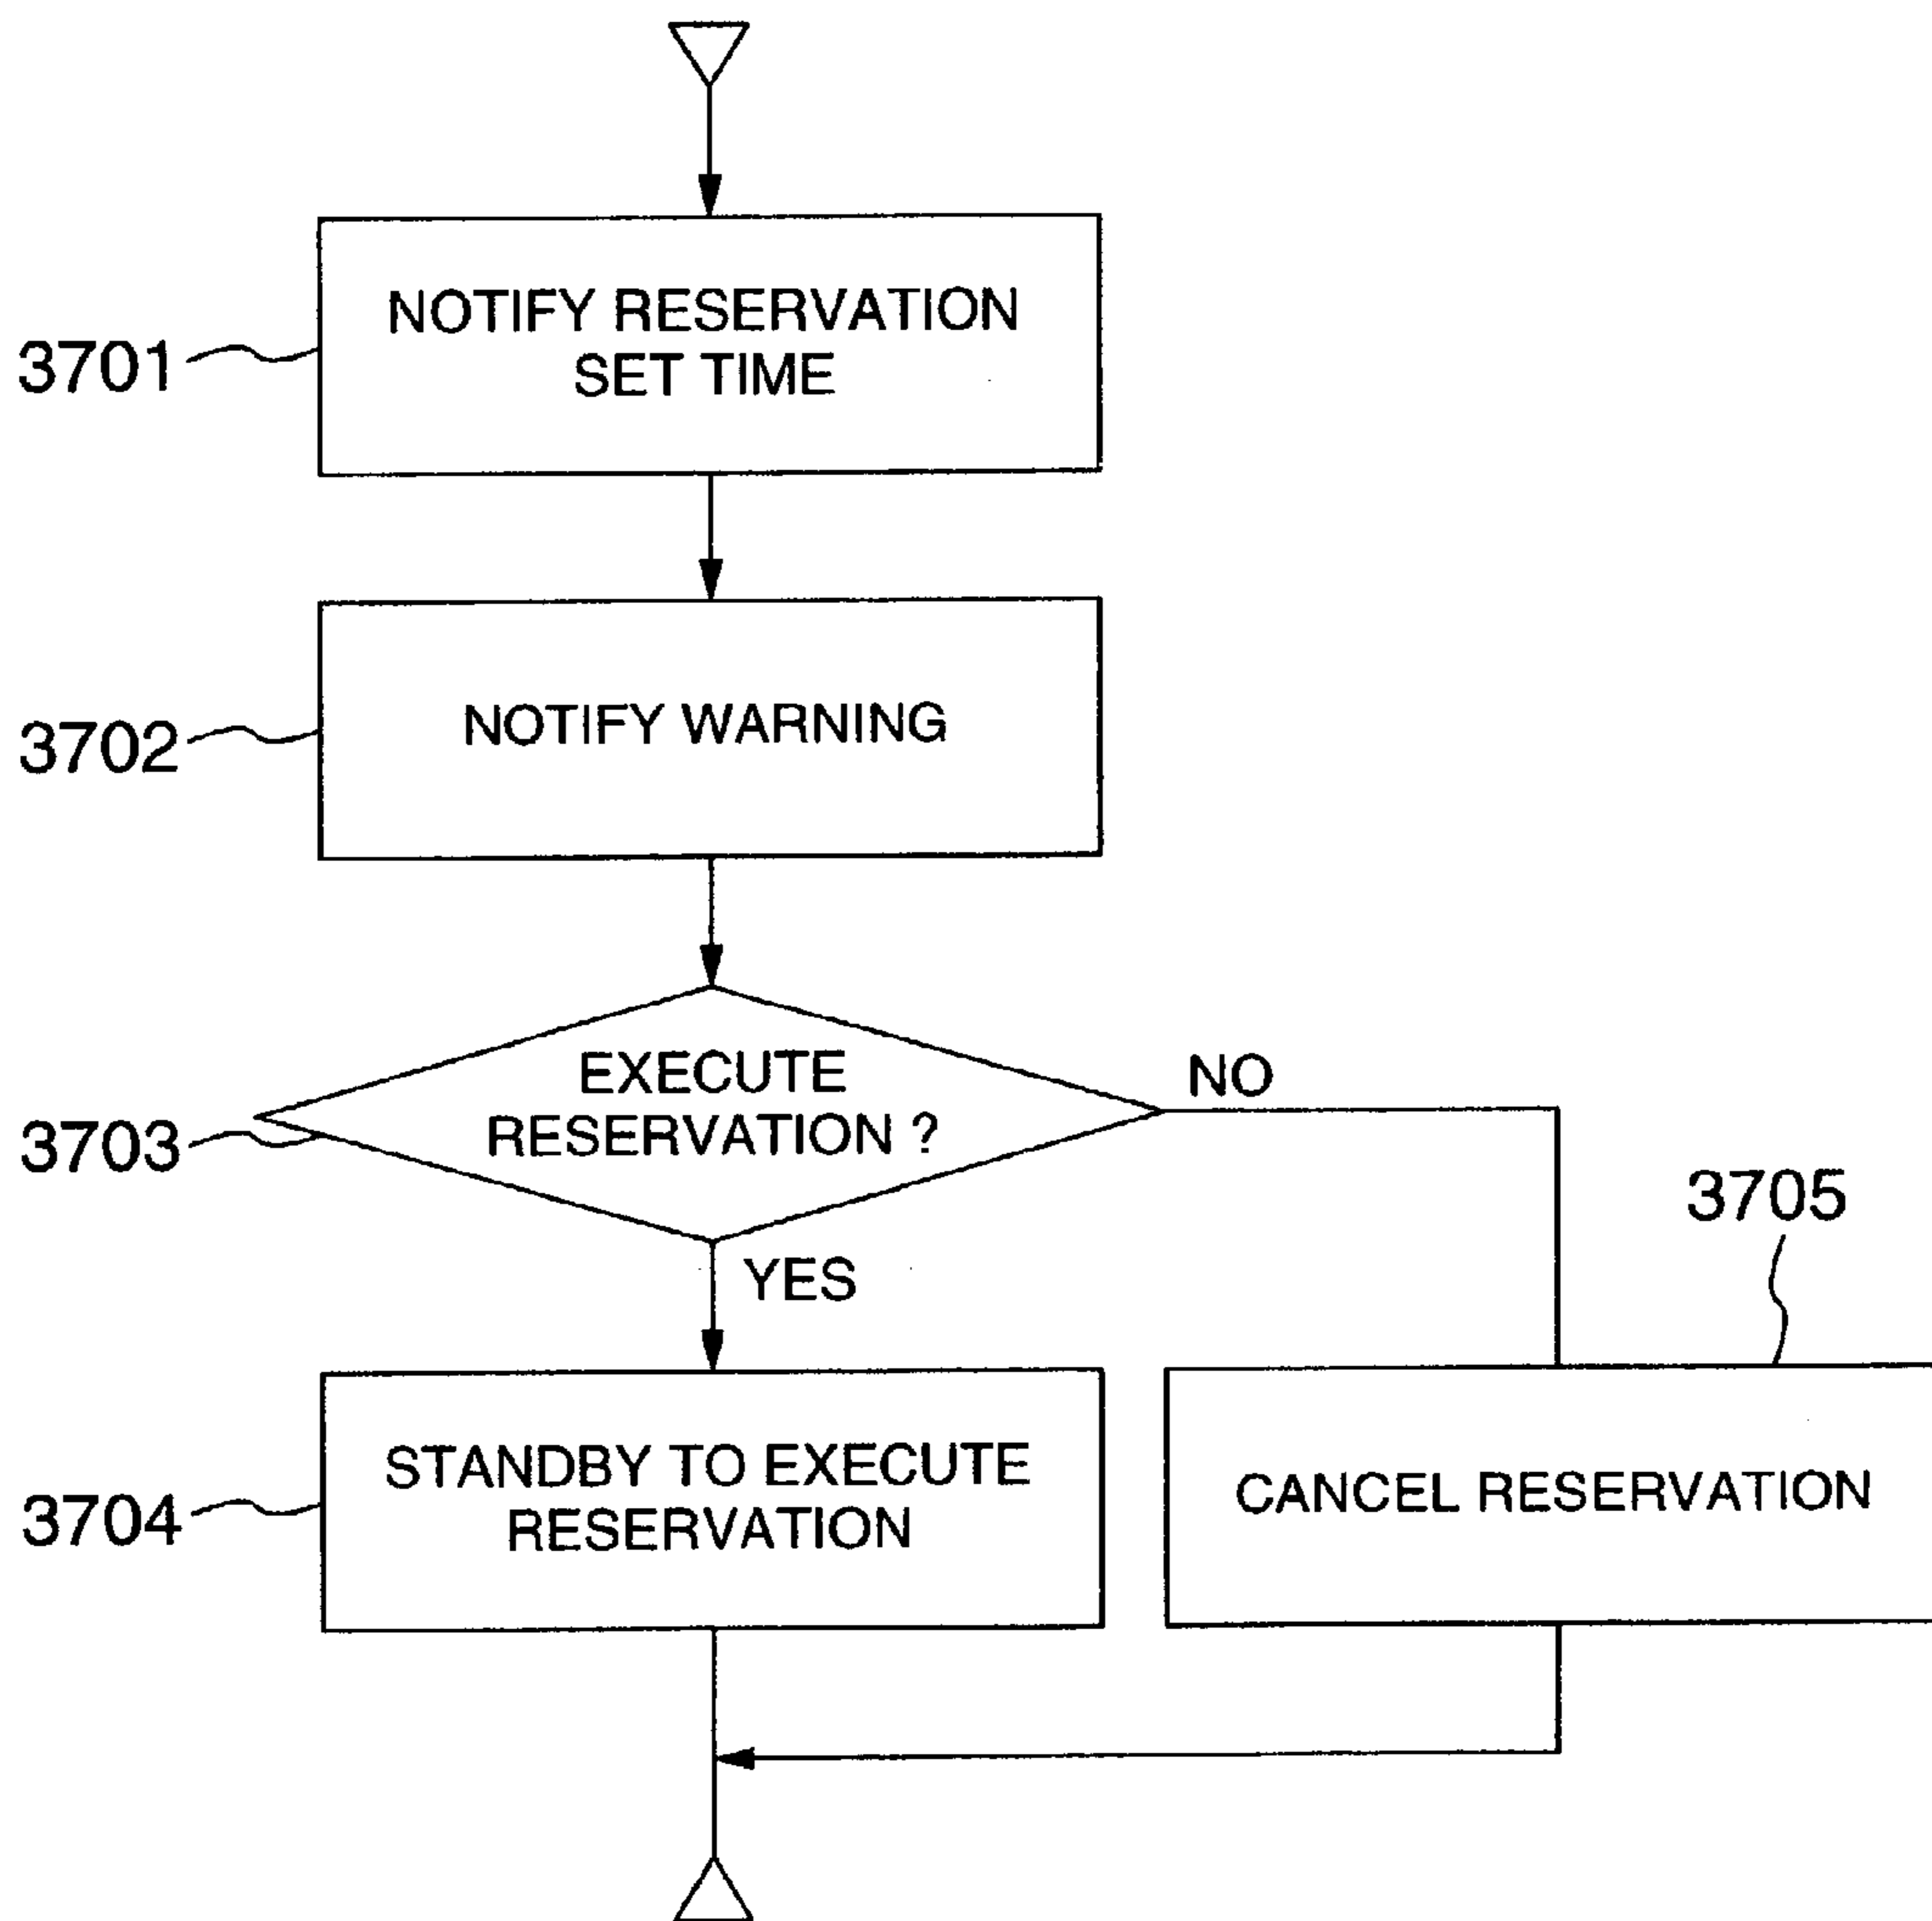 3701
NOTIFY RESERVATION
SET TIME
3702
NOTIFY WARNING
3703
EXECUTE
RESERVATION ?
NO
YES
3704
STANDBY TO EXECUTE
RESERVATION
3705
CANCEL RESERVATION